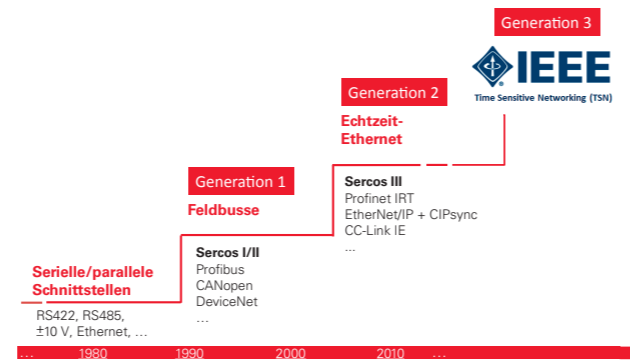 Generation 3
IEEE
Time Sensitive Networking (TSN)
Generation 2
Echtzeit-
Ethernet
Generation 1
Feldbusse
Sercos III
Profinet IRT
EtherNet/IP + CIPsync
CC-Link IE
...
Serielle/parallele
Schnittstellen
Sercos I/II
Profibus
CANopen
DeviceNet
...
RS422, RS485,
±10 V, Ethernet, ...
... 1980 1990 2000 2010 ...